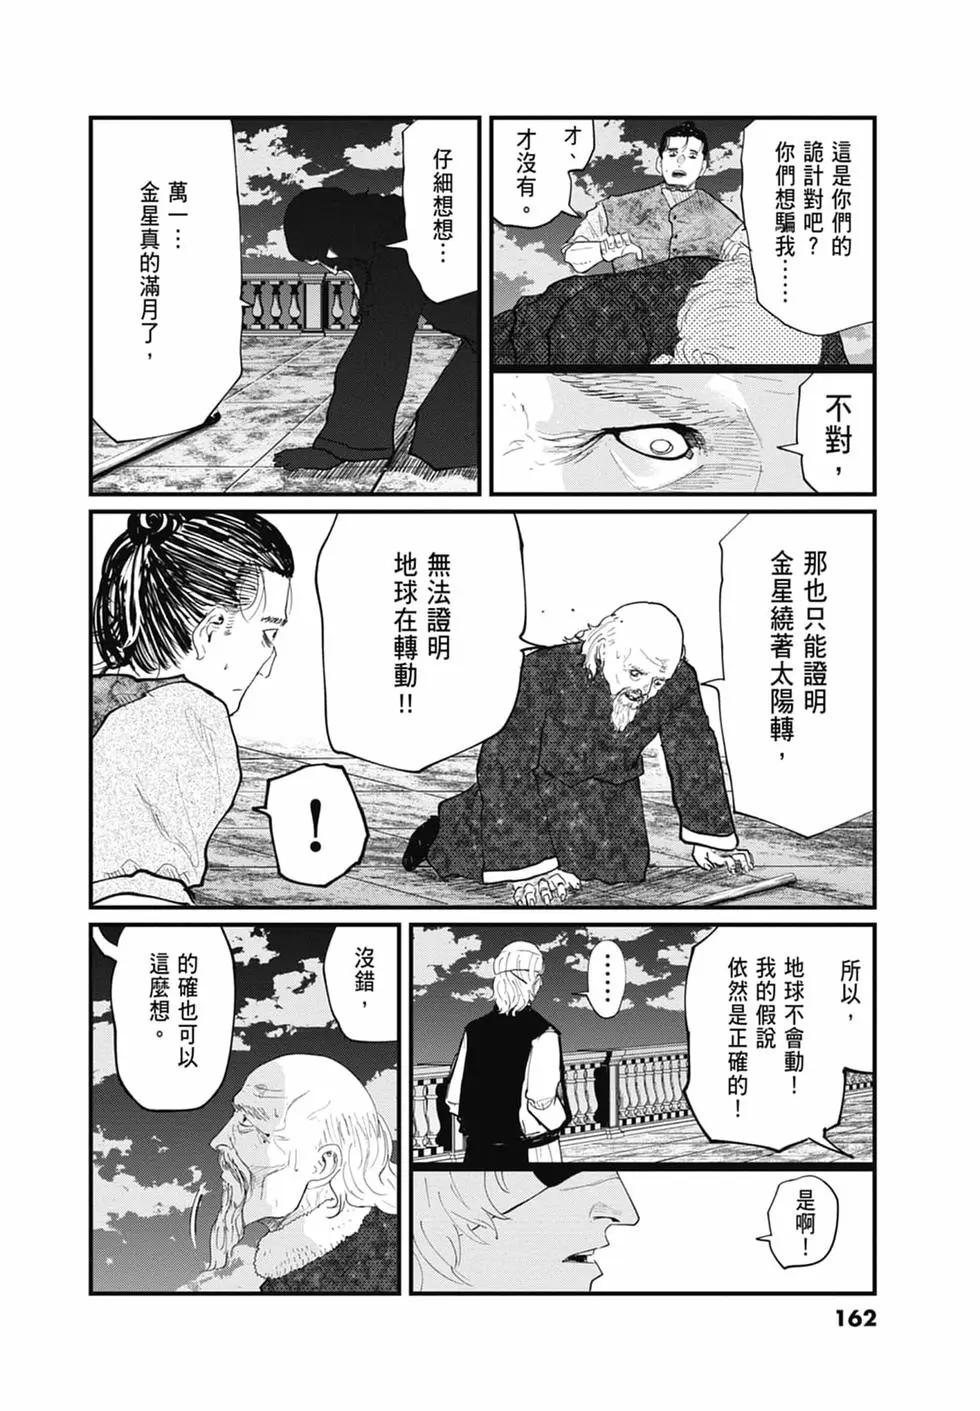 這是你們的
詭計對吧？
你們想騙我……
才、
才沒有。
不對，
仔細想想…
萬一…
金星真的滿月了，
那也只能證明
金星繞著太陽轉，
無法證明
地球在轉動!!
！
所以，
地球不會動！
我的假說
依然是正確的！
……
是啊！
沒錯，
的確也可以
這麼想。
162